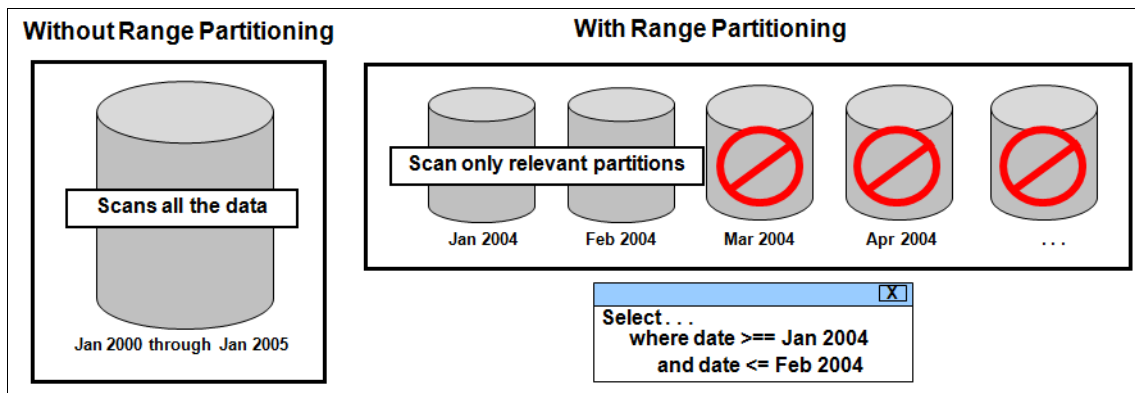 Without Range Partitioning
Scans all the data
Jan 2000 through Jan 2005
With Range Partitioning
Scan only relevant partitions
Jan 2004
Feb 2004
Mar 2004
Apr 2004
. . .
X
Select . . .
where date >== Jan 2004
and date <= Feb 2004